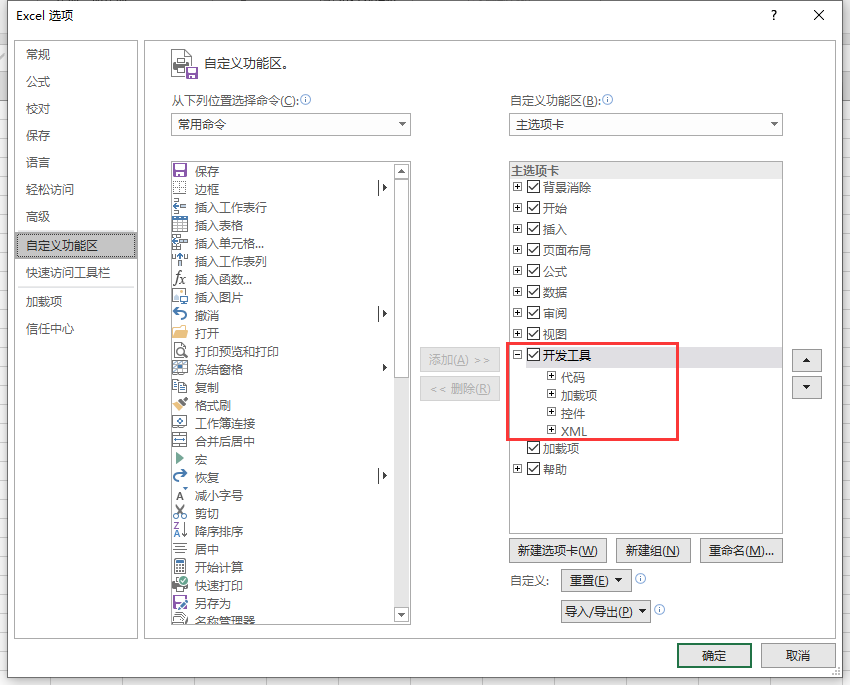 Excel 选项
?
常规
公式
校对
保存
语言
轻松访问
高级
自定义功能区
快速访问工具栏
加载项
信任中心
自定义功能区。
从下列位置选择命令(C):
常用命令
保存
边框
插入工作表行
插入表格
插入单元格...
插入工作表列
插入函数...
插入图片
撤消
打开
打印预览和打印
冻结窗格
复制
格式刷
工作簿连接
合并后居中
宏
恢复
减小字号
剪切
降序排序
居中
开始计算
快速打印
另存为
名称管理器
添加(A) >>
<< 删除(R)
自定义功能区(B):
主选项卡
主选项卡
背景消除
开始
插入
页面布局
公式
数据
审阅
视图
开发工具
代码
加载项
控件
XML
加载项
帮助
新建选项卡(W)
新建组(N)
重命名(M)...
自定义:
重置(E)
导入/导出(P)
确定
取消